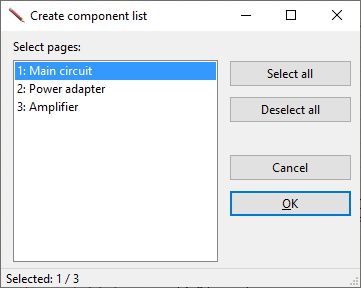 Create component list
Select pages:
1: Main circuit
2: Power adapter
3: Amplifier
Select all
Deselect all
Cancel
OK
Selected: 1 / 3